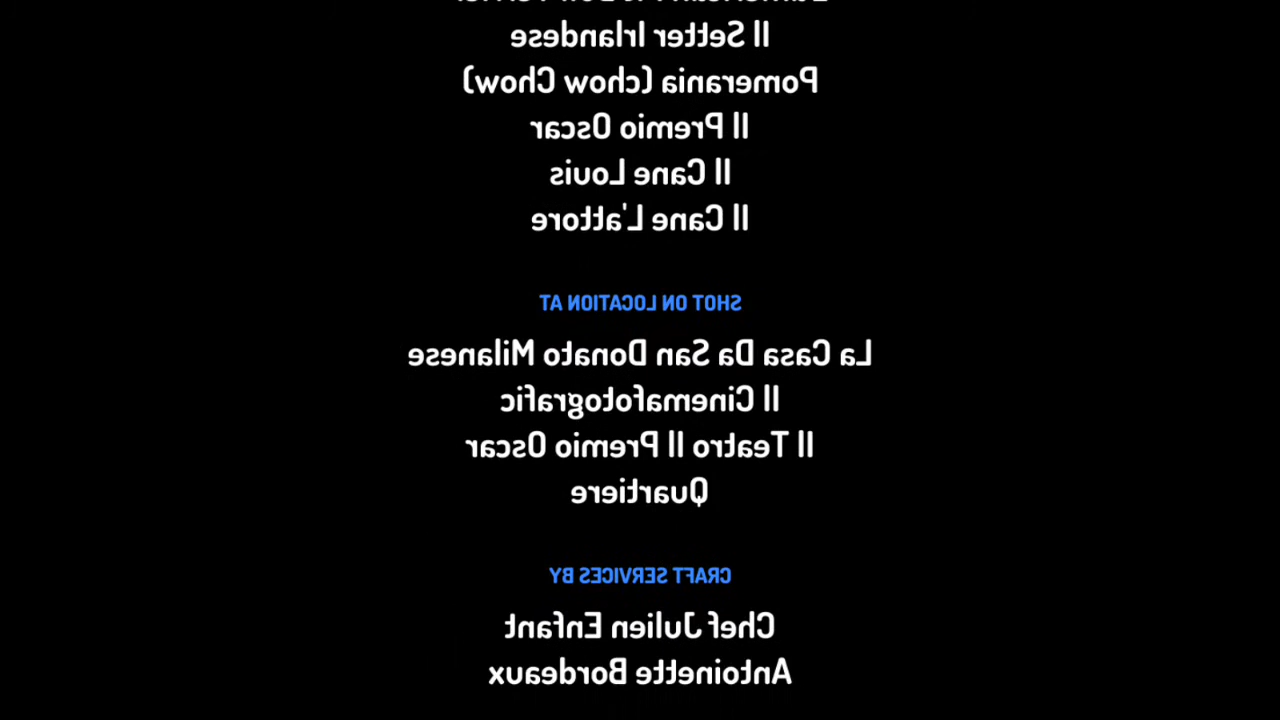 Il Setter Irlandese
Pomerania (chow Chow)
Il Premio Oscar
Il Cane Louis
Il Cane L'attore
SHOT ON LOCATION AT
La Casa Da San Donato Milanese
Il Cinemafotografic
Il Teatro Il Premio Oscar
Quartiere
CRAFT SERVICES BY
Chef Julien Enfant
Antoinette Bordeaux